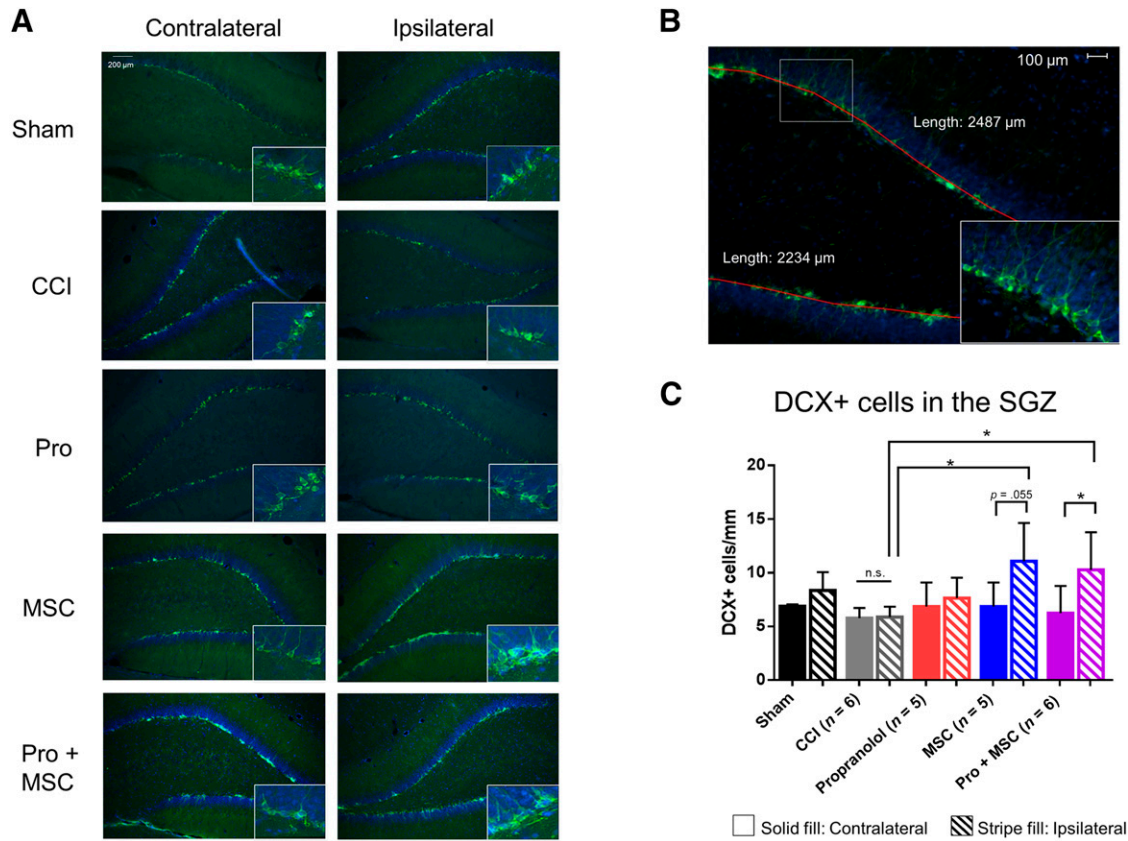 A
Contralateral
Ipsilateral
200 µm
Sham
CCI
Pro
MSC
Pro +
MSC
B
100 µm
Length: 2487 µm
Length: 2234 µm
C
DCX+ cells in the SGZ
*
*
p = .055
*
n.s.
DCX+ cells/mm
20
15
10
5
0
Sham
CCI (n = 6)
Propranolol (n = 5)
MSC (n = 5)
Pro + MSC (n = 6)
Solid fill: Contralateral
Stripe fill: Ipsilateral